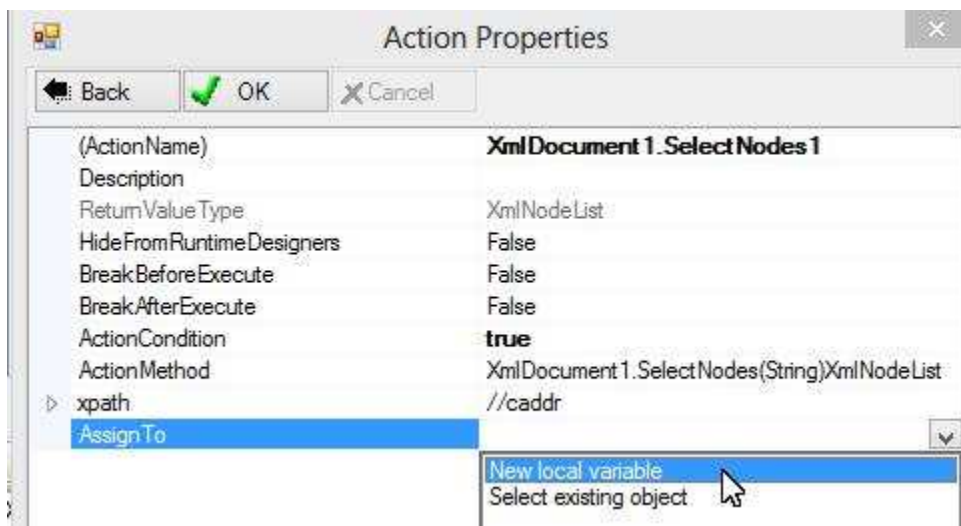 Action Properties
Back OK Cancel
(ActionName) XmlDocument1.SelectNodes1
Description
ReturnValueType XmlNodeList
HideFromRuntimeDesigners False
BreakBeforeExecute False
BreakAfterExecute False
ActionCondition true
ActionMethod XmlDocument1.SelectNodes(String)XmlNodeList
xpath //caddr
AssignTo
New local variable
Select existing object